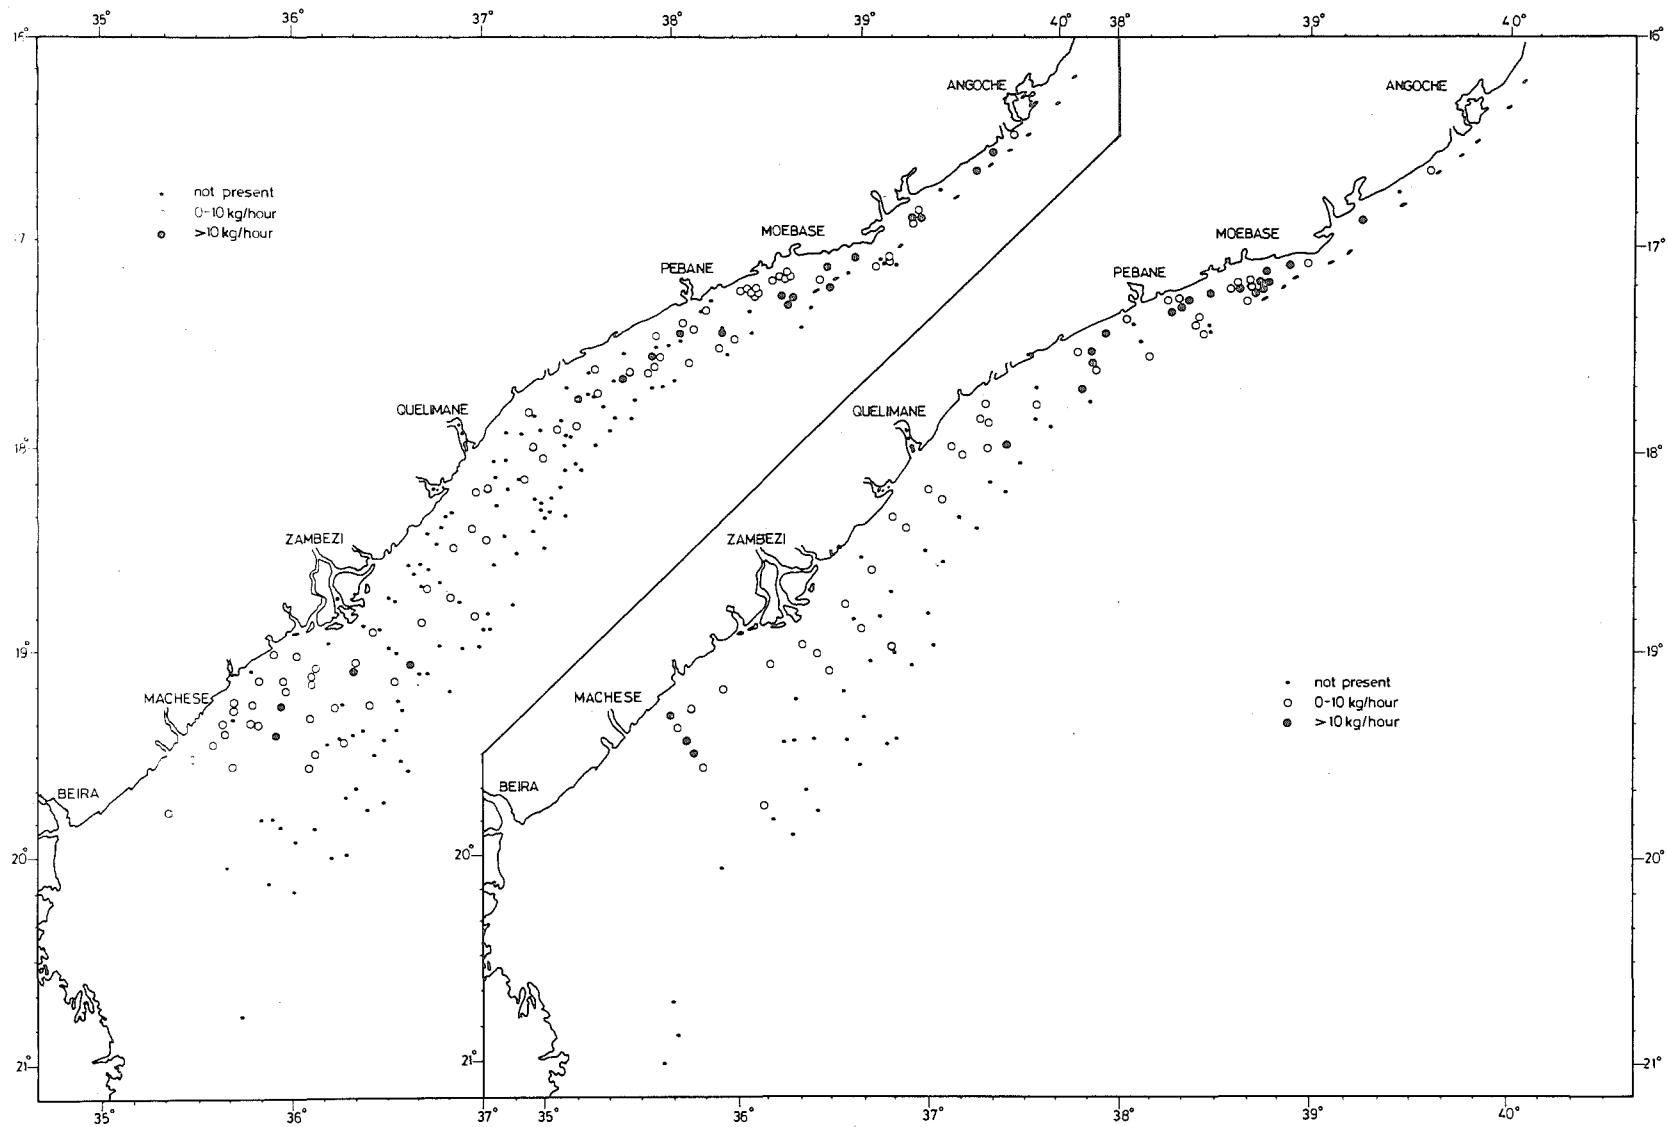 35° 36° 37° 38° 39° 40° 38° 39° 40°
16° 16°
ANGOCHE ANGOCHE
not present
0-10 kg/hour
>10 kg/hour
MOEBASE MOEBASE
17° 17°
PEBANE PEBANE
QUELIMANE QUELIMANE
18° 18°
ZAMBEZI ZAMBEZI
19° 19°
not present
0-10 kg/hour
>10 kg/hour
MACHESE MACHESE
BEIRA BEIRA
20° 20° 20°
21° 21° 21°
35° 36° 37° 35° 36° 37° 38° 39° 40°